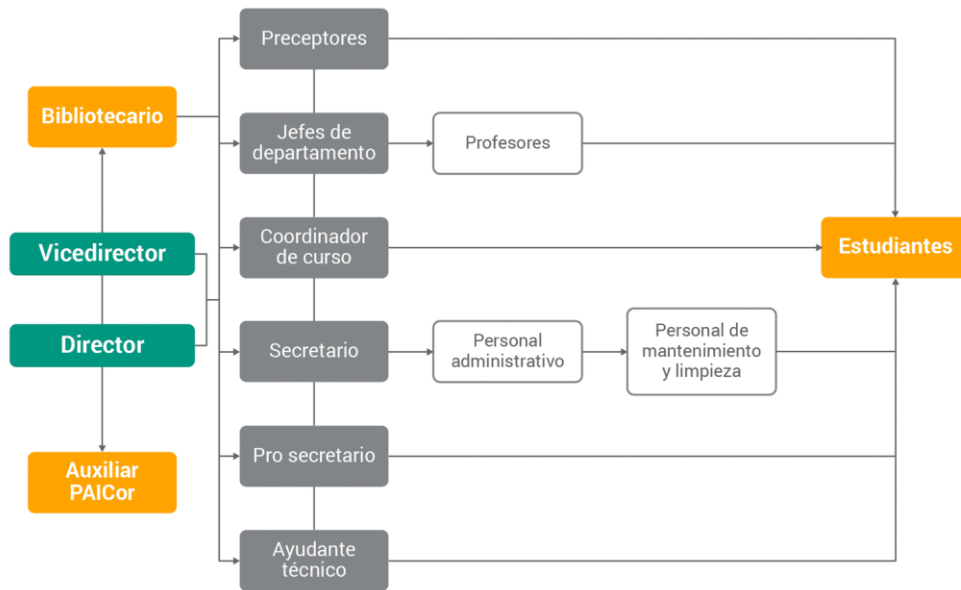 Preceptores
Bibliotecario
Jefes de
departamento
Profesores
Vicedirector
Coordinador
de curso
Estudiantes
Director
Secretario
Personal
administrativo
Personal de
mantenimiento
y limpieza
Auxiliar
PAICor
Pro secretario
Ayudante
técnico